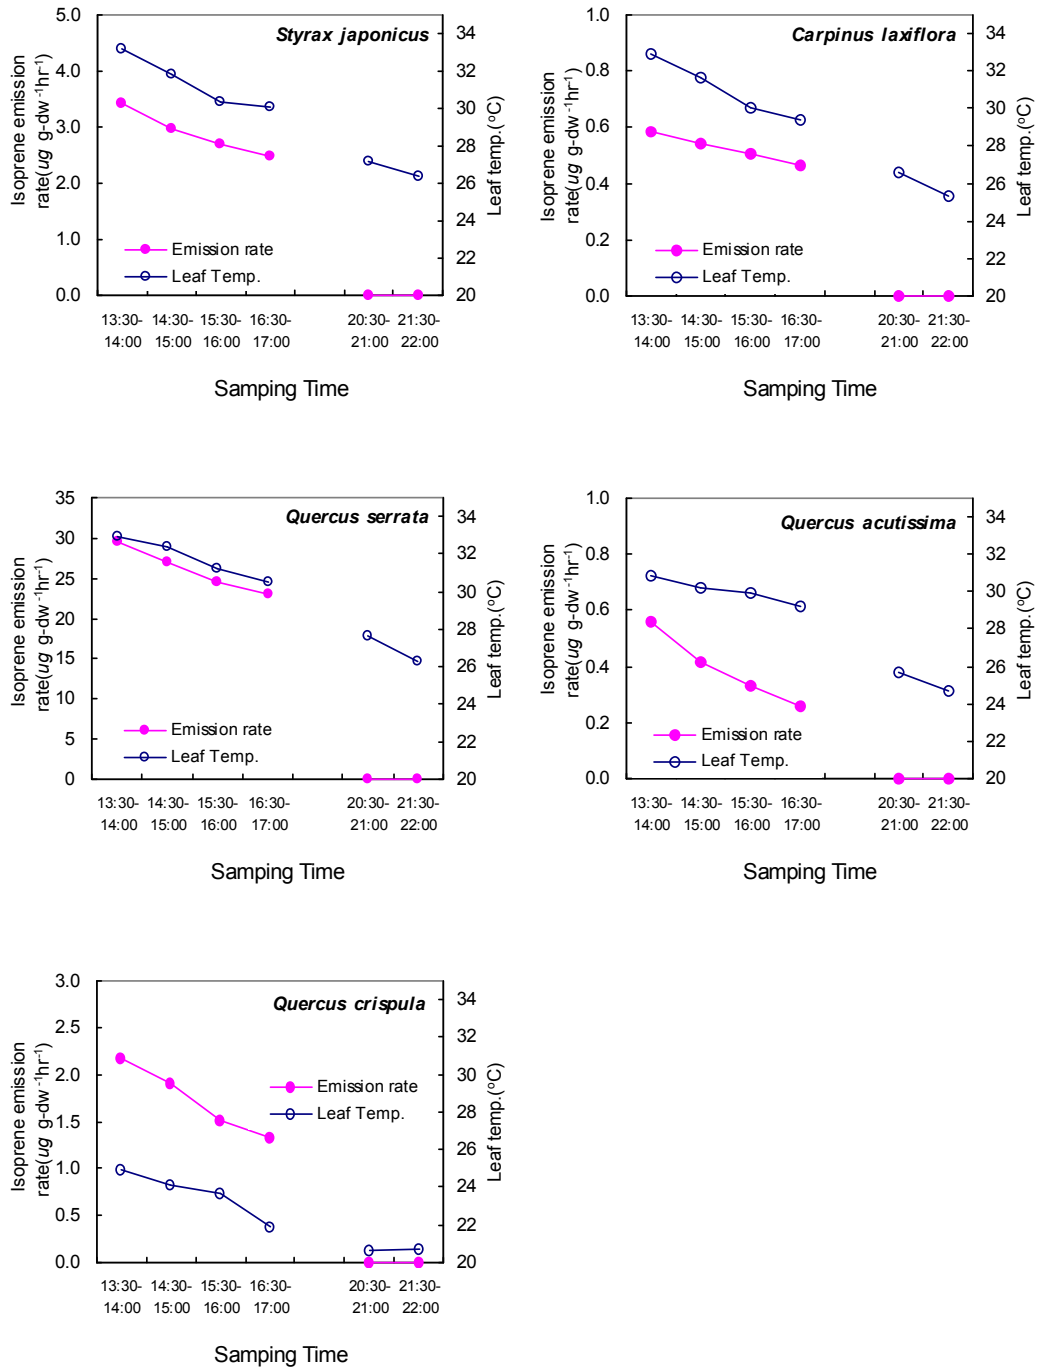 Styrax japonicus
5.0
4.0
3.0
2.0
1.0
0.0
34
32
30
28
26
24
22
20
Isoprene emission
rate(ug g-dw-1hr-1)
Leaf temp.(oC)
Emission rate
Leaf Temp.
13:30- 14:30- 15:30- 16:30- 20:30- 21:30-
14:00 15:00 16:00 17:00 21:00 22:00
Samping Time
Carpinus laxiflora
1.0
0.8
0.6
0.4
0.2
0.0
34
32
30
28
26
24
22
20
Isoprene emission
rate(ug g-dw-1hr-1)
Leaf temp.(oC)
Emission rate
Leaf Temp.
13:30- 14:30- 15:30- 16:30- 20:30- 21:30-
14:00 15:00 16:00 17:00 21:00 22:00
Samping Time
Quercus serrata
35
30
25
20
15
10
5
0
34
32
30
28
26
24
22
20
Isoprene emission
rate(ug g-dw-1hr-1)
Leaf temp.(oC)
Emission rate
Leaf Temp.
13:30- 14:30- 15:30- 16:30- 20:30- 21:30-
14:00 15:00 16:00 17:00 21:00 22:00
Samping Time
Quercus acutissima
1.0
0.8
0.6
0.4
0.2
0.0
34
32
30
28
26
24
22
20
Isoprene emission
rate(ug g-dw-1hr-1)
Leaf temp.(oC)
Emission rate
Leaf Temp.
13:30- 14:30- 15:30- 16:30- 20:30- 21:30-
14:00 15:00 16:00 17:00 21:00 22:00
Samping Time
Quercus crispula
3.0
2.5
2.0
1.5
1.0
0.5
0.0
34
32
30
28
26
24
22
20
Isoprene emission
rate(ug g-dw-1hr-1)
Leaf temp.(oC)
Emission rate
Leaf Temp.
13:30- 14:30- 15:30- 16:30- 20:30- 21:30-
14:00 15:00 16:00 17:00 21:00 22:00
Samping Time